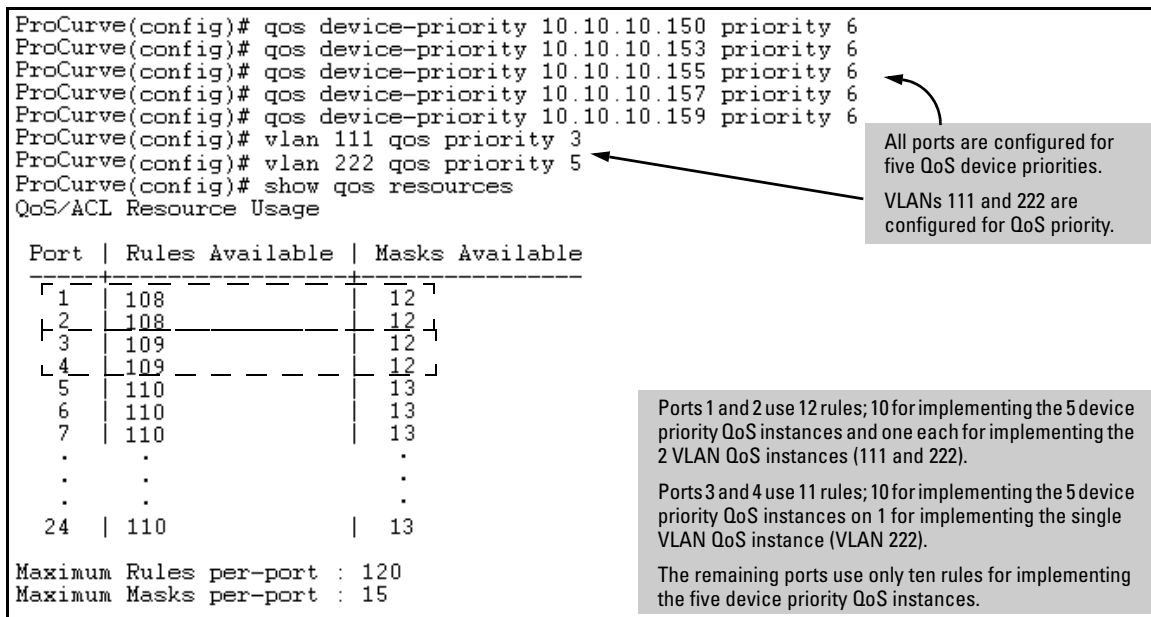 ProCurve(config)# qos device-priority 10.10.10.150 priority 6
ProCurve(config)# qos device-priority 10.10.10.153 priority 6
ProCurve(config)# qos device-priority 10.10.10.155 priority 6
ProCurve(config)# qos device-priority 10.10.10.157 priority 6
ProCurve(config)# qos device-priority 10.10.10.159 priority 6
ProCurve(config)# vlan 111 qos priority 3
ProCurve(config)# vlan 222 qos priority 5
ProCurve(config)# show qos resources
QoS/ACL Resource Usage
All ports are configured for
five QoS device priorities.
VLANs 111 and 222 are
configured for QoS priority.
Port | Rules Available | Masks Available
-----+-----------------+----------------
1 | 108 | 12
2 | 108 | 12
3 | 109 | 12
4 | 109 | 12
5 | 110 | 13
6 | 110 | 13
7 | 110 | 13
. . .
. . .
. . .
24 | 110 | 13
Maximum Rules per-port : 120
Maximum Masks per-port : 15
Ports 1 and 2 use 12 rules; 10 for implementing the 5 device
priority QoS instances and one each for implementing the
2 VLAN QoS instances (111 and 222).
Ports 3 and 4 use 11 rules; 10 for implementing the 5 device
priority QoS instances on 1 for implementing the single
VLAN QoS instance (VLAN 222).
The remaining ports use only ten rules for implementing
the five device priority QoS instances.